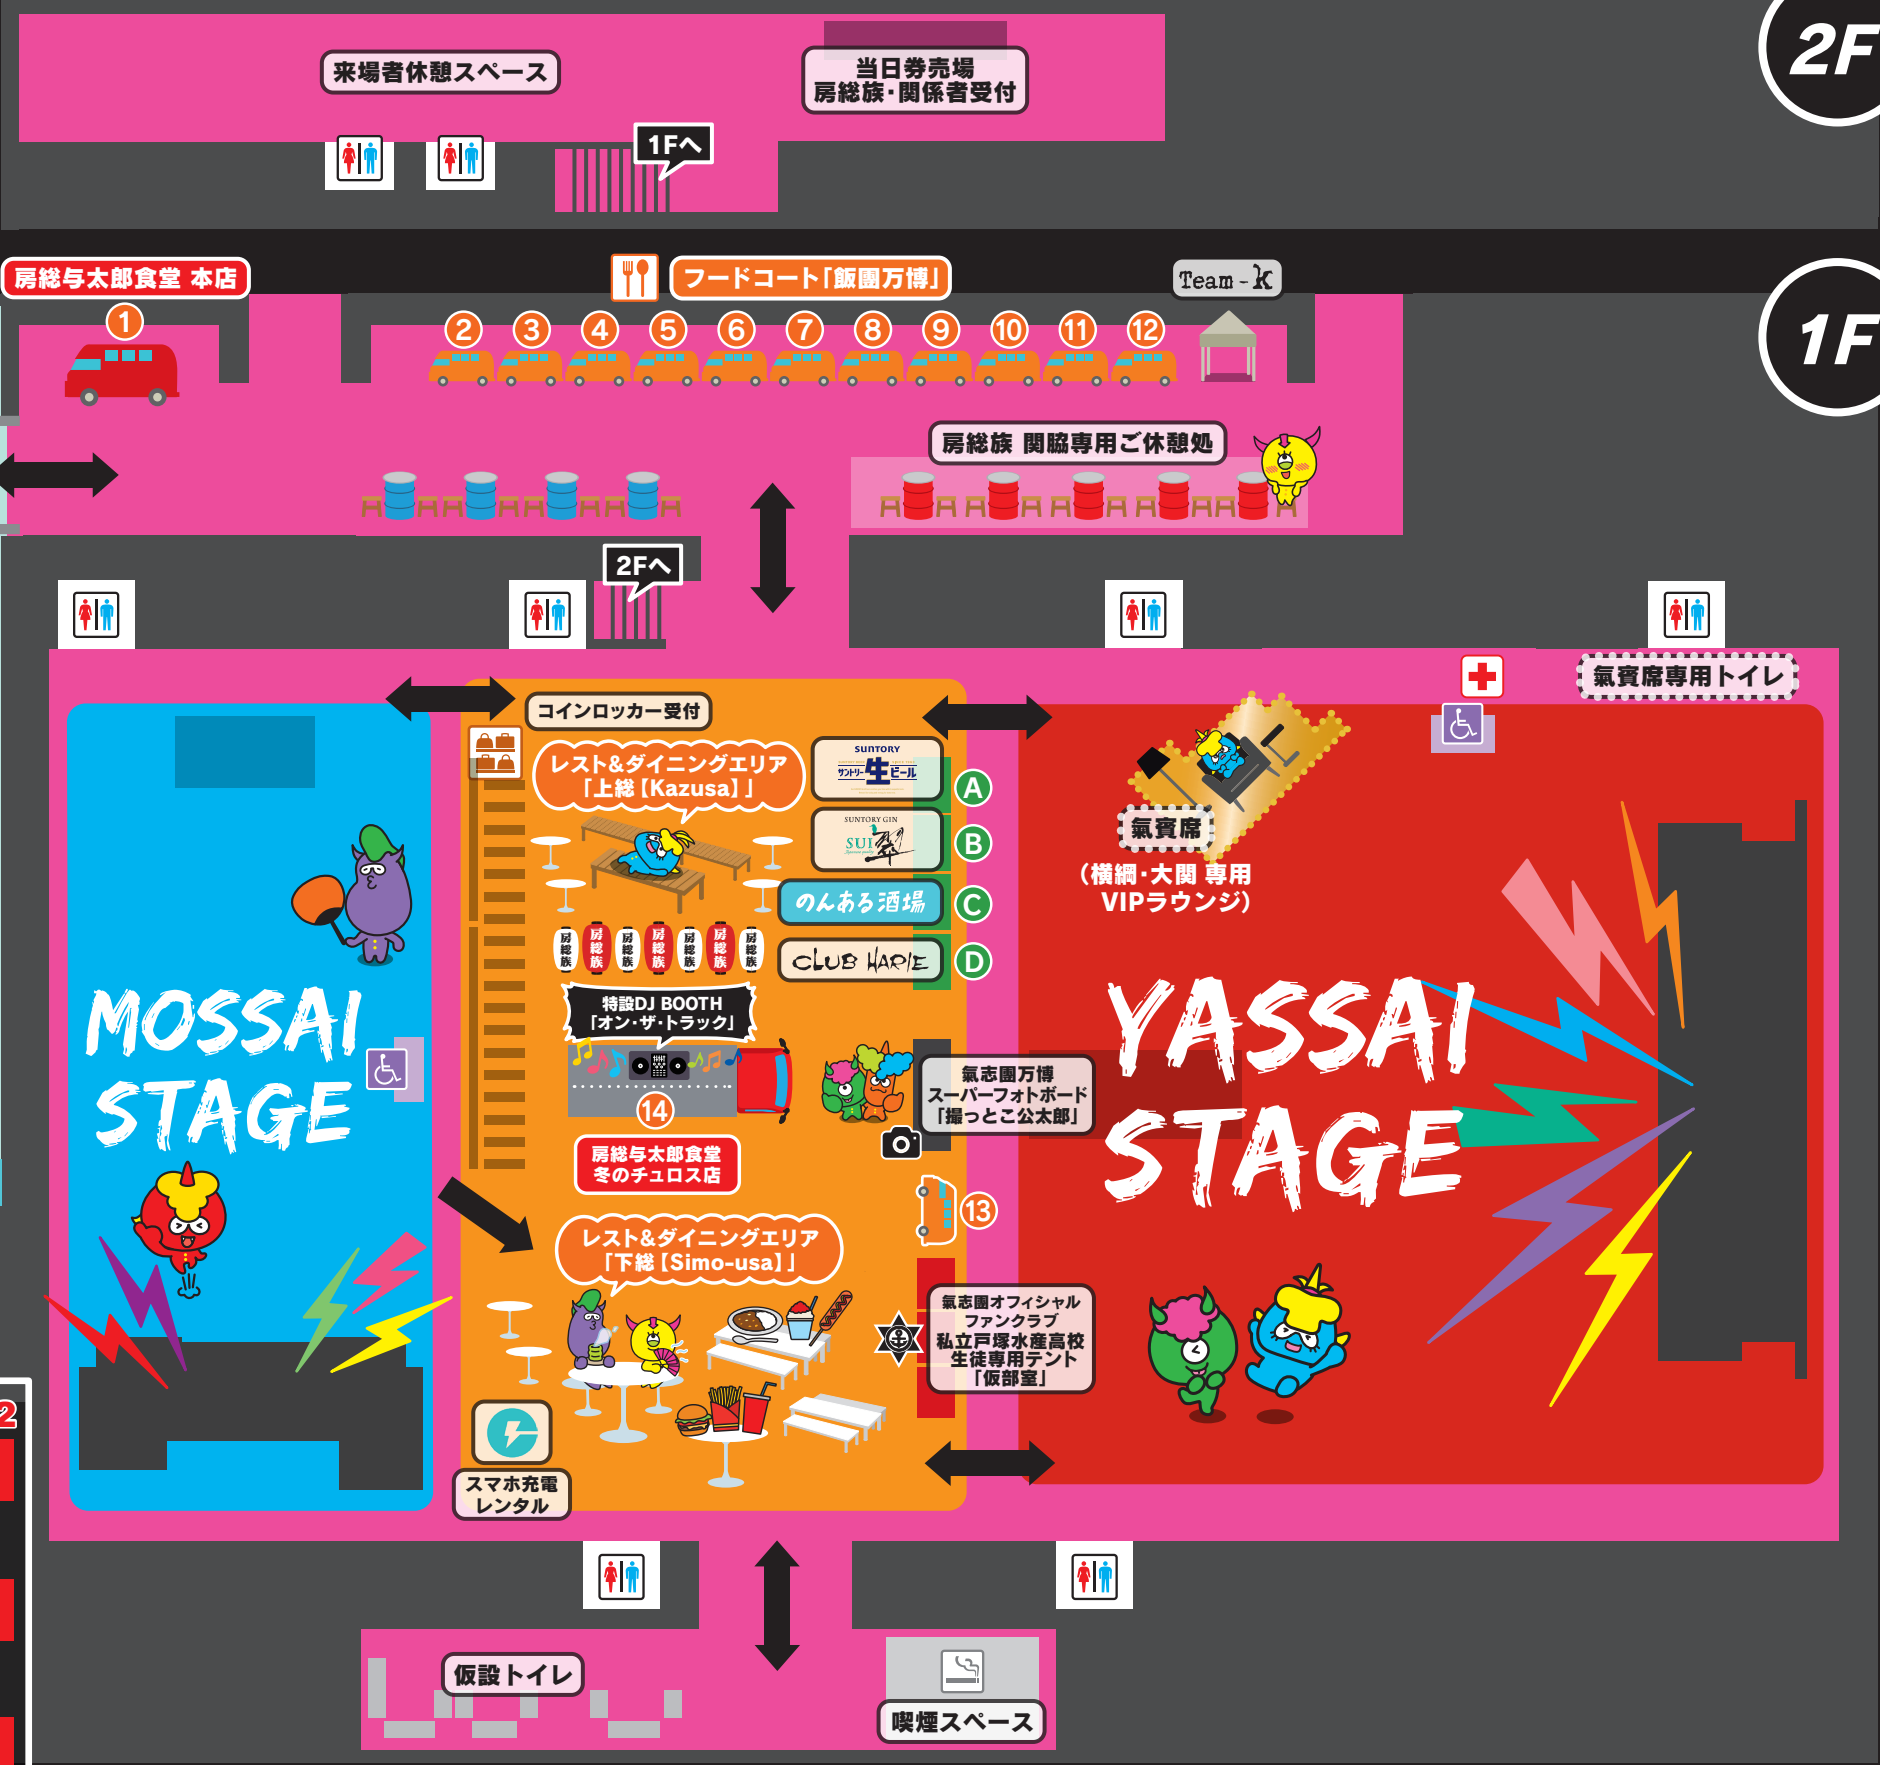 2F
来場者休憩スペース
当日券売場
房総族・関係者受付
1Fへ
1F
房総与太郎食堂 本店
フードコート「飯團万博」
Team-K
1
2
3
4
5
6
7
8
9
10
11
12
房総族 関脇専用ご休憩処
2Fへ
氣賓席専用トイレ
コインロッカー受付
レスト&ダイニングエリア
「上総【Kazusa】」
SUNTORY
サントリー生ビール
A
SUNTORY GIN
SUI 翠
B
のんある酒場
C
CLUB HARIE
D
氣賓席
(横綱・大関 専用
VIPラウンジ)
房総族
房総族
房総族
房総族
房総族
房総族
房総族
MOSSAI
STAGE
特設DJ BOOTH
「オン・ザ・トラック」
14
房総与太郎食堂
冬のチュロス店
氣志團万博
スーパーフォトボード
「撮っとこ公太郎」
YASSAI
STAGE
13
レスト&ダイニングエリア
「下総【Simo-usa】」
氣志團オフィシャル
ファンクラブ
私立戸塚水産高校
生徒専用テント
「仮部室」
スマホ充電
レンタル
2
仮設トイレ
喫煙スペース